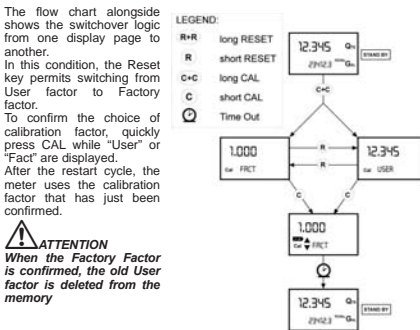 The flow chart alongside
shows the switchover logic
from one display page to
another.
In this condition, the Reset
key permits switching from
User factor to Factory
factor.
To confirm the choice of
calibration factor, quickly
press CAL while "User" or
"Fact" are displayed.
After the restart cycle, the
meter uses the calibration
factor that has just been
confirmed.
ATTENTION
When the Factory Factor
is confirmed, the old User
factor is deleted from the
memory
LEGEND:
R+R long RESET
R short RESET
C+C long CAL
C short CAL
Time Out
12.345
STAND BY
C+C
1.000
Cal FACT
R
R
12.345
Cal USER
C
C
1.000
Cal FACT
12.345
STAND BY